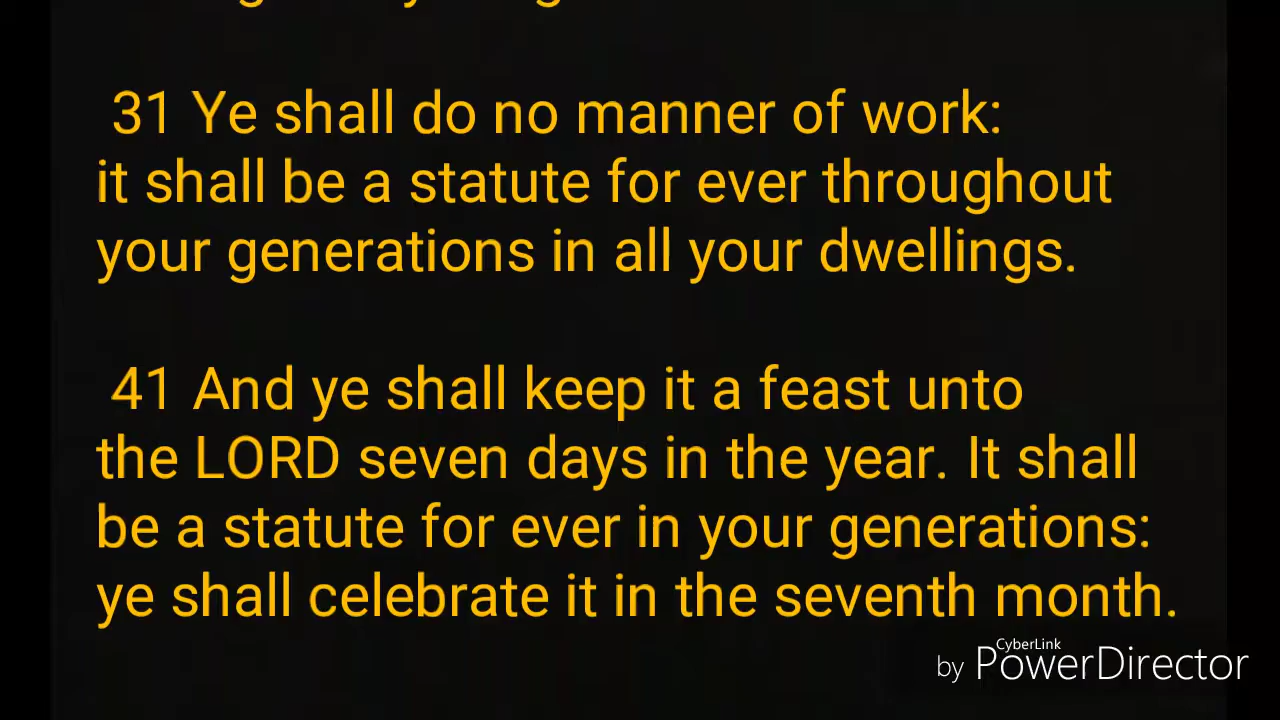 31 Ye shall do no manner of work:
it shall be a statute for ever throughout
your generations in all your dwellings.
41 And ye shall keep it a feast unto
the LORD seven days in the year. It shall
be a statute for ever in your generations:
ye shall celebrate it in the seventh month.
CyberLink
by PowerDirector